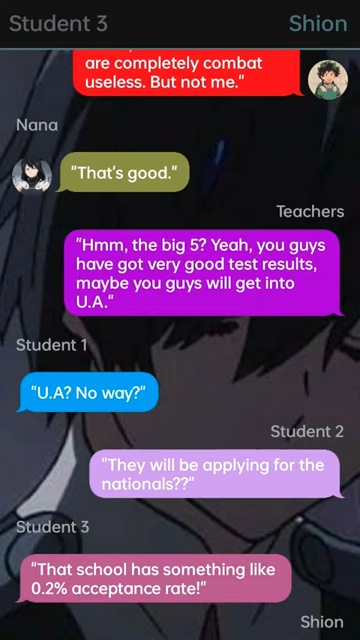 Student 3 Shion
are completely combat
useless. But not me."
Nana
"That's good."
Teachers
"Hmm, the big 5? Yeah, you guys
have got very good test results,
maybe you guys will get into
U.A."
Student 1
"U.A? No way?"
Student 2
"They will be applying for the
nationals??"
Student 3
"That school has something like
0.2% acceptance rate!"
Shion